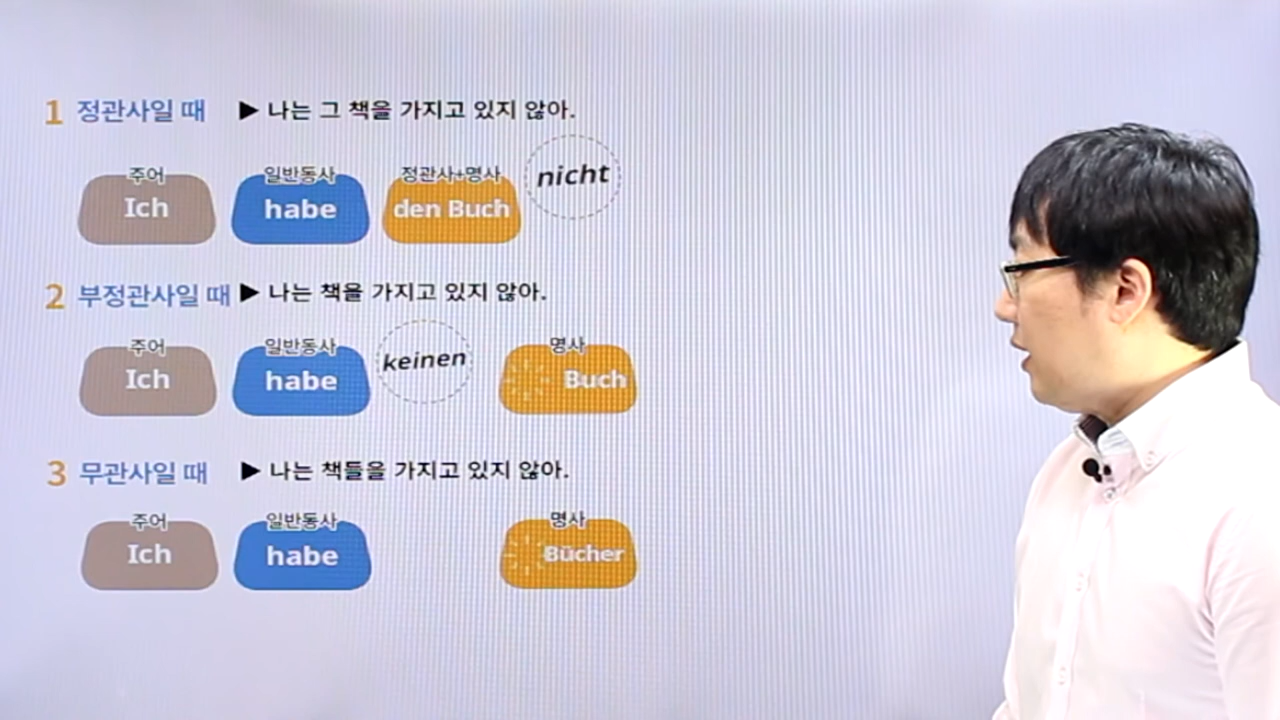 1 정관사일 때 ▶ 나는 그 책을 가지고 있지 않아.
주어 일반동사 정관사+명사 nicht
Ich habe den Buch
2 부정관사일 때 ▶ 나는 책을 가지고 있지 않아.
주어 일반동사 keinen 명사
Ich habe Buch
3 무관사일 때 ▶ 나는 책들을 가지고 있지 않아.
주어 일반동사 명사
Ich habe Bücher